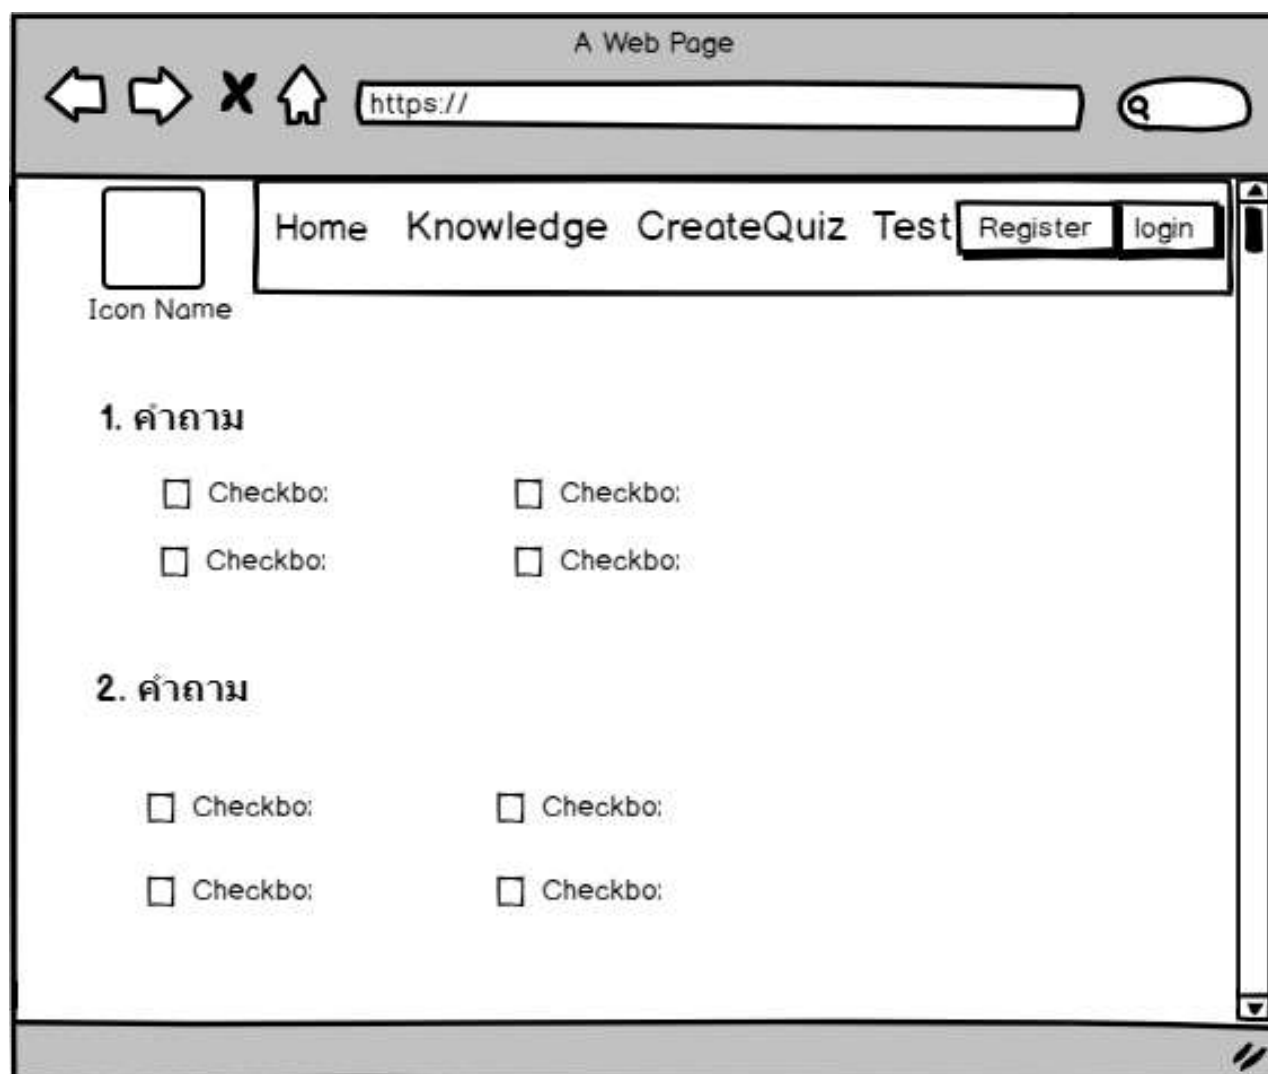 A Web Page
https://
Home Knowledge CreateQuiz Test Register login
Icon Name
1. คำถาม
Checkbo: Checkbo:
Checkbo: Checkbo:
2. คำถาม
Checkbo: Checkbo:
Checkbo: Checkbo: